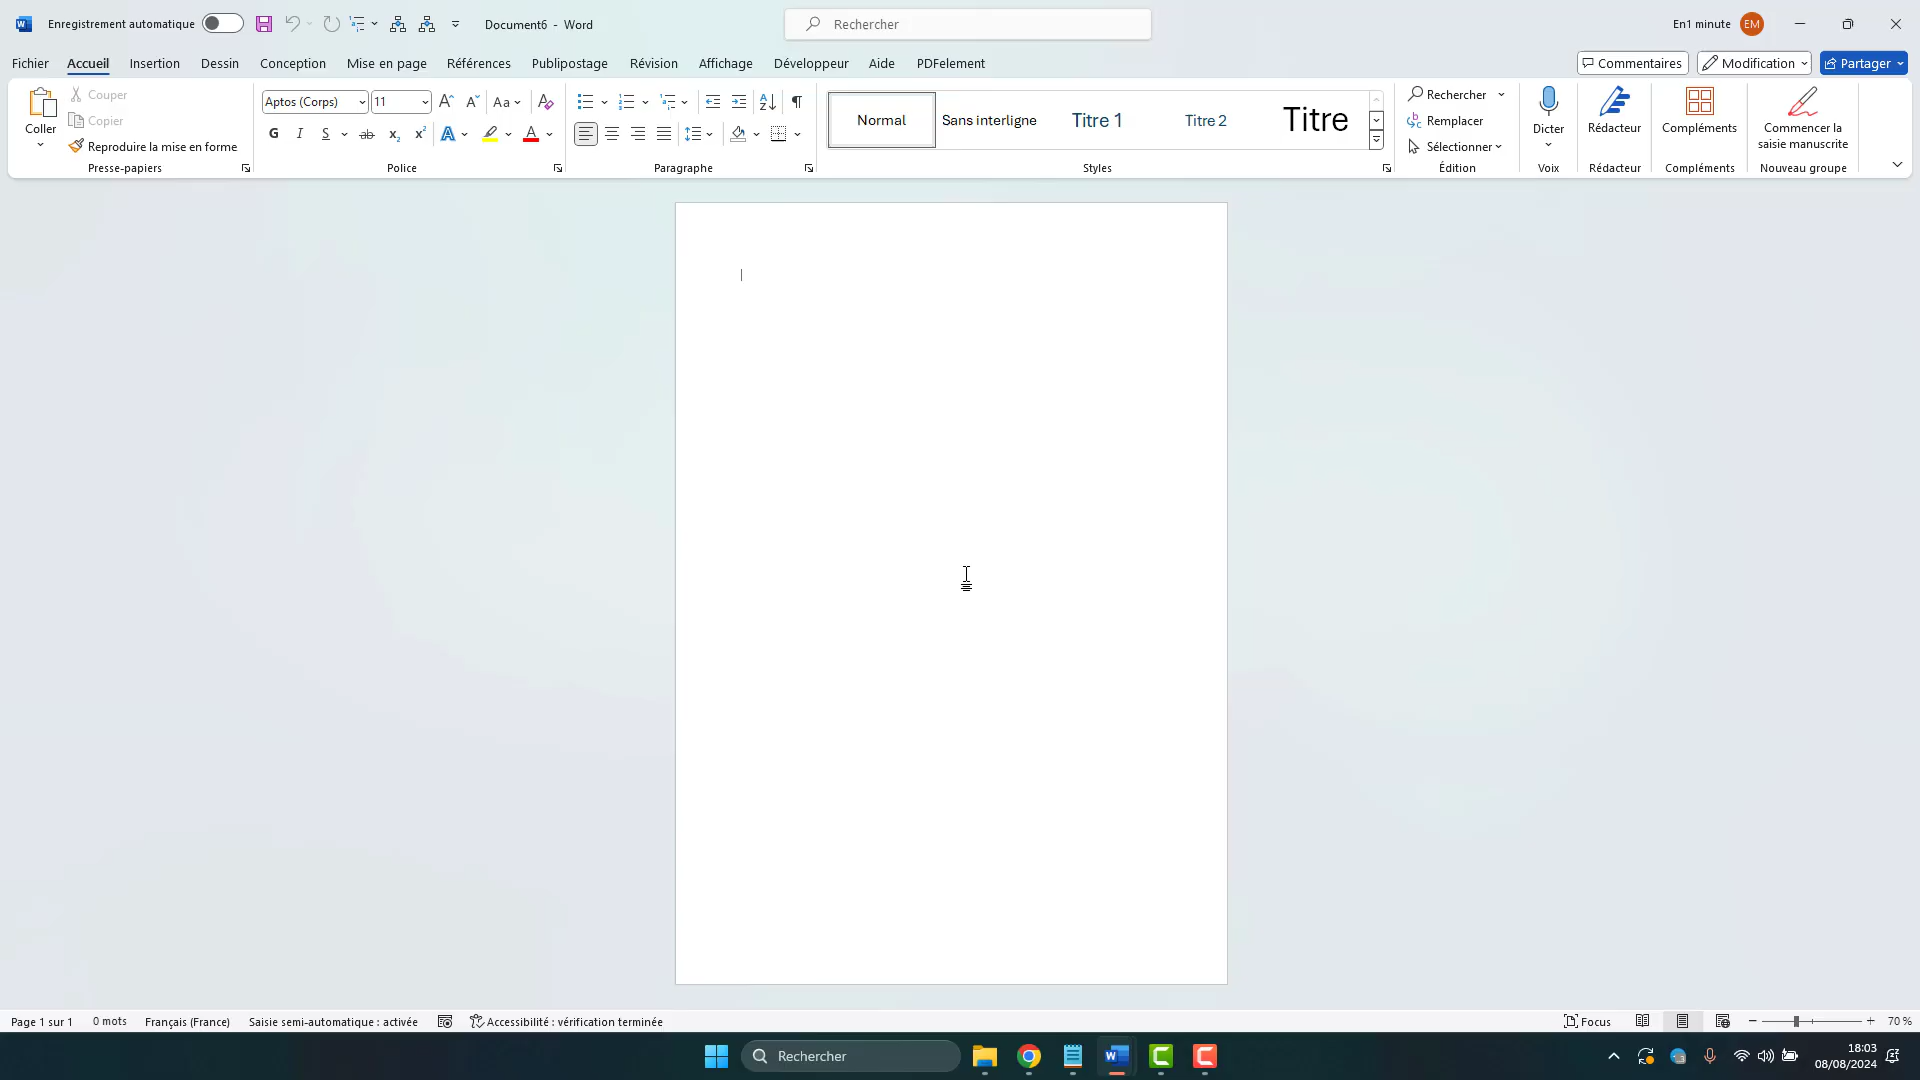 Enregistrement automatique
Document6 - Word
Rechercher
En1 minute
EM
Fichier Accueil Insertion Dessin Conception Mise en page Références Publipostage Révision Affichage Développeur Aide PDFelement
Commentaires
Modification
Partager
Coller
Couper
Copier
Reproduire la mise en forme
Presse-papiers
Aptos (Corps) 11
Aa
G I S ab x₂ x² A A
Police
Paragraphe
Normal
Sans interligne
Titre 1
Titre 2
Titre
Styles
Rechercher
Remplacer
Sélectionner
Édition
Dicter
Voix
Rédacteur
Rédacteur
Compléments
Compléments
Commencer la
saisie manuscrite
Nouveau groupe
Page 1 sur 1 0 mots Français (France) Saisie semi-automatique : activée Accessibilité : vérification terminée
Focus
70 %
Rechercher
18:03
08/08/2024